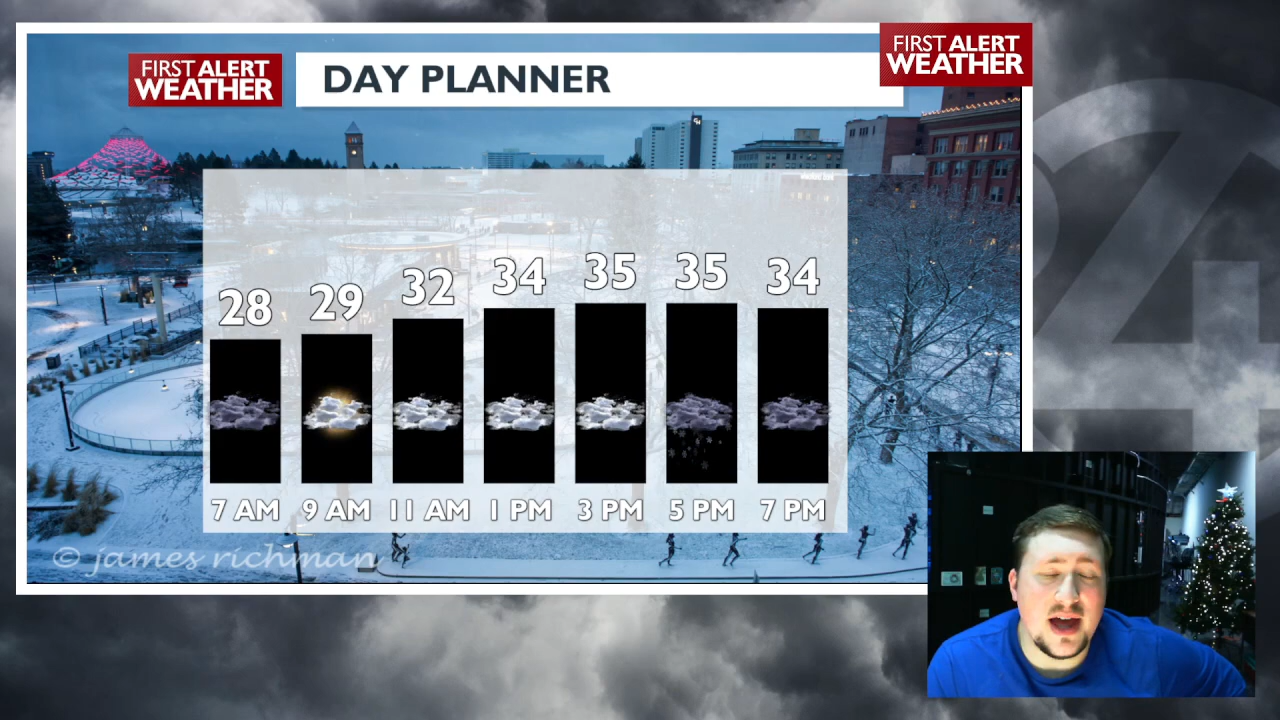 FIRST ALERT
WEATHER
DAY PLANNER
FIRST ALERT
WEATHER
28 29 32 34 35 35 34
7 AM 9 AM 11 AM 1 PM 3 PM 5 PM 7 PM
© james richman
4